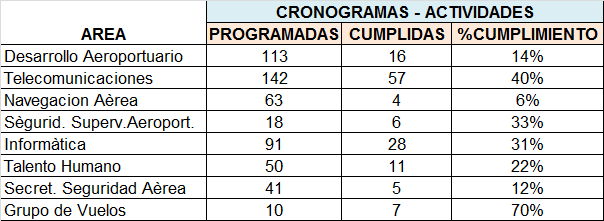 AREA CRONOGRAMAS - ACTIVIDADES
PROGRAMADAS CUMPLIDAS %CUMPLIMIENTO
Desarrollo Aeroportuario 113 16 14%
Telecomunicaciones 142 57 40%
Navegacion Aèrea 63 4 6%
Sègurid. Superv.Aeroport. 18 6 33%
Informàtica 91 28 31%
Talento Humano 50 11 22%
Secret. Seguridad Aèrea 41 5 12%
Grupo de Vuelos 10 7 70%